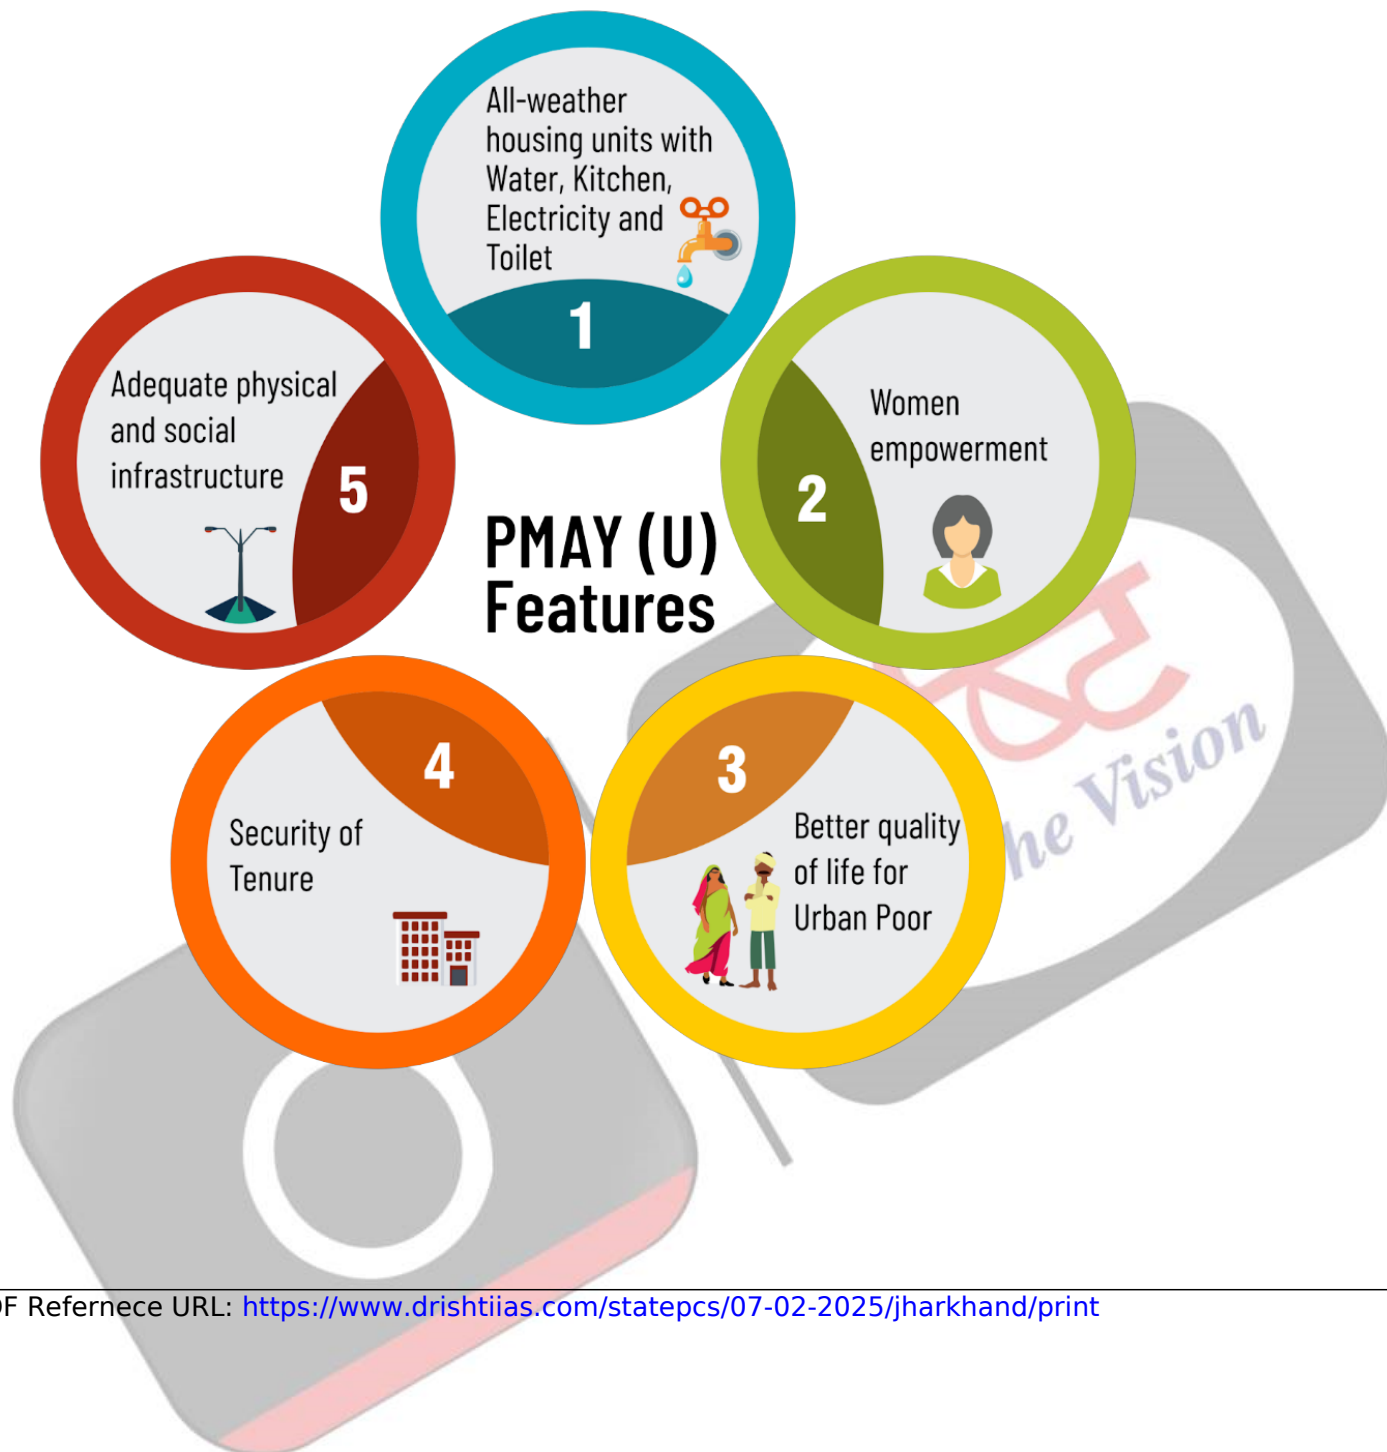 All-weather
housing units with
Water, Kitchen,
Electricity and
Toilet
1
Women
empowerment
2
3
Better quality
of life for
Urban Poor
4
Security of
Tenure
Adequate physical
and social
infrastructure
5
PMAY (U)
Features
he Vision
F Refernece URL: https://www.drishtiias.com/statepcs/07-02-2025/jharkhand/print